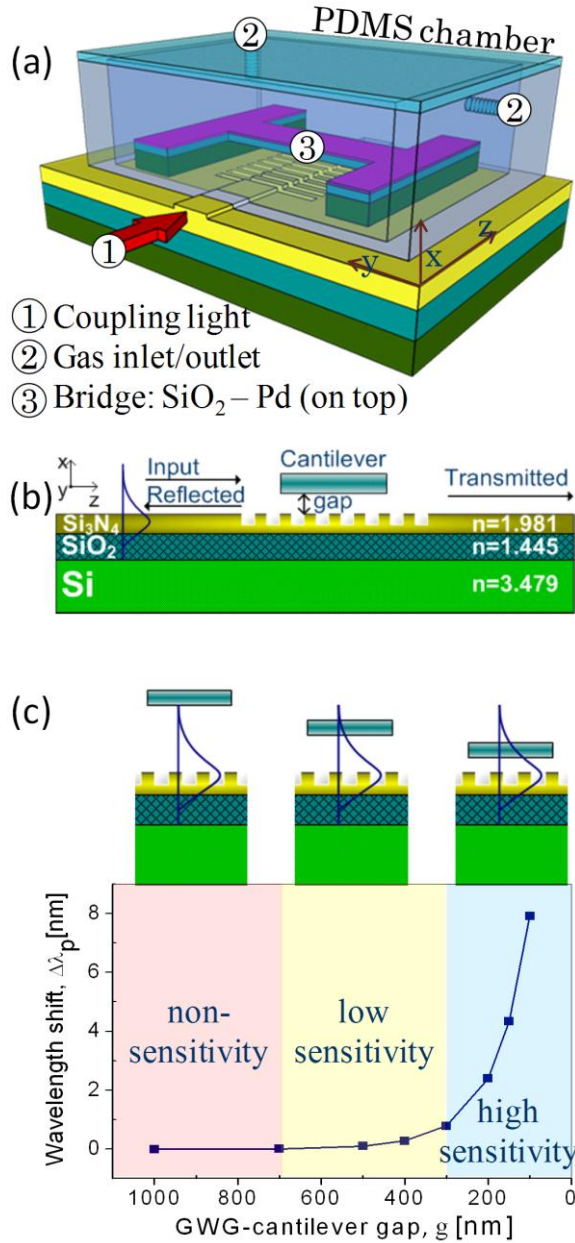 PDMS chamber
(a)
②
②
③
①
y
x
z
① Coupling light
② Gas inlet/outlet
③ Bridge: SiO₂ – Pd (on top)
(b)
x
y
z
Input
Reflected
Cantilever
gap
Transmitted
Si₃N₄
n=1.981
SiO₂
n=1.445
Si
n=3.479
(c)
Wavelength shift, Δλₚ[nm]
8
6
4
2
0
non-
sensitivity
low
sensitivity
high
sensitivity
1000 800 600 400 200 0
GWG-cantilever gap, g [nm]